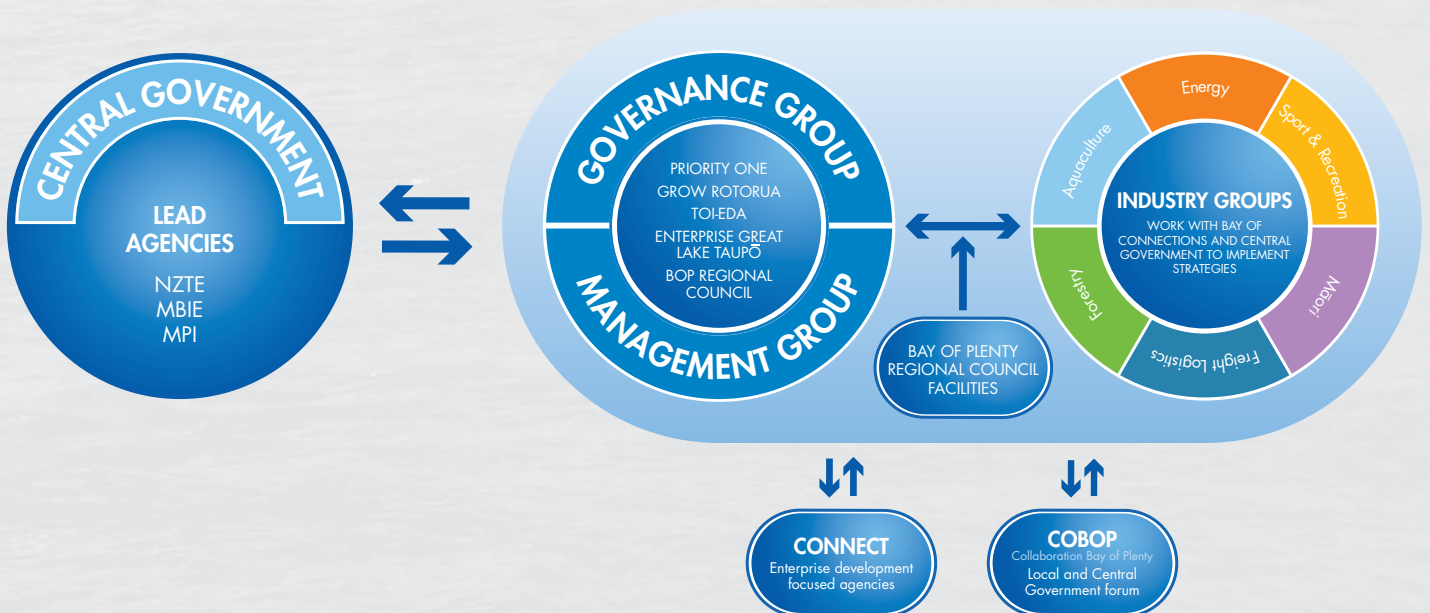 CENTRAL GOVERNMENT
LEAD
AGENCIES
NZTE
MBIE
MPI
GOVERNANCE GROUP
PRIORITY ONE
GROW ROTORUA
TOI-EDA
ENTERPRISE GREAT
LAKE TAUPŌ
BOP REGIONAL
COUNCIL
MANAGEMENT GROUP
BAY OF PLENTY
REGIONAL COUNCIL
FACILITIES
Energy
Sport & Recreation
Māori
Freight Logistics
Forestry
Aquaculture
INDUSTRY GROUPS
WORK WITH BAY OF
CONNECTIONS AND CENTRAL
GOVERNMENT TO IMPLEMENT
STRATEGIES
CONNECT
Enterprise development
focused agencies
COBOP
Collaboration Bay of Plenty
Local and Central
Government forum